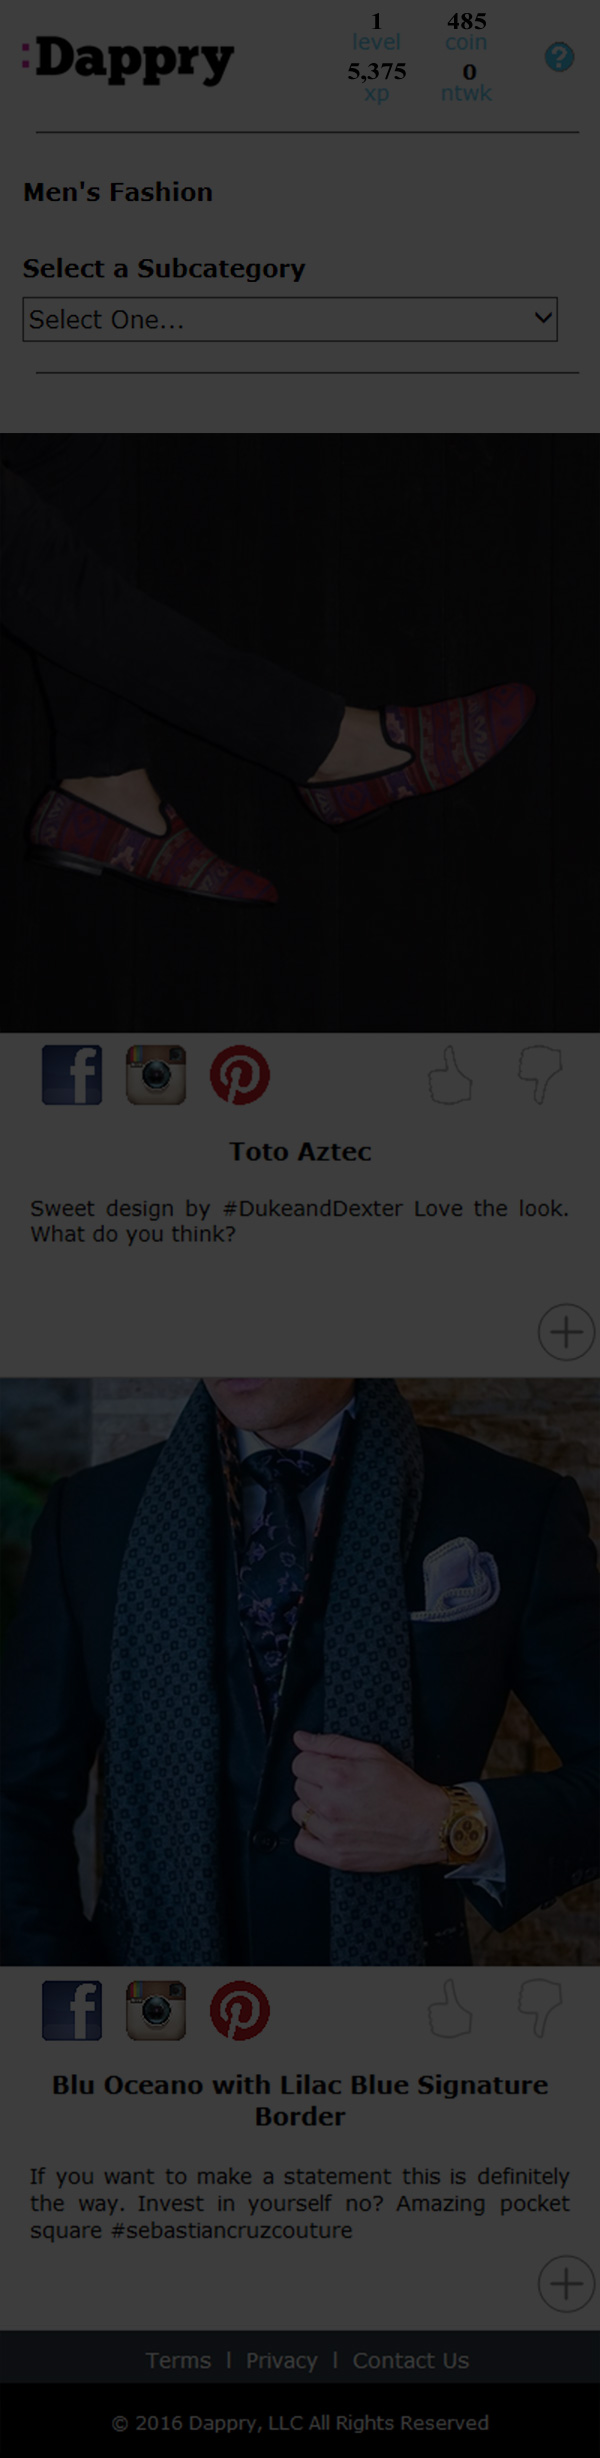 :Dappry
1 485
level coin
5,375 0
xp ntwk
?
Men's Fashion
Select a Subcategory
Select One...
Toto Aztec
Sweet design by #DukeandDexter Love the look.
What do you think?
Blu Oceano with Lilac Blue Signature
Border
If you want to make a statement this is definitely
the way. Invest in yourself no? Amazing pocket
square #sebastiancruzcouture
Terms | Privacy | Contact Us
© 2016 Dappry, LLC All Rights Reserved